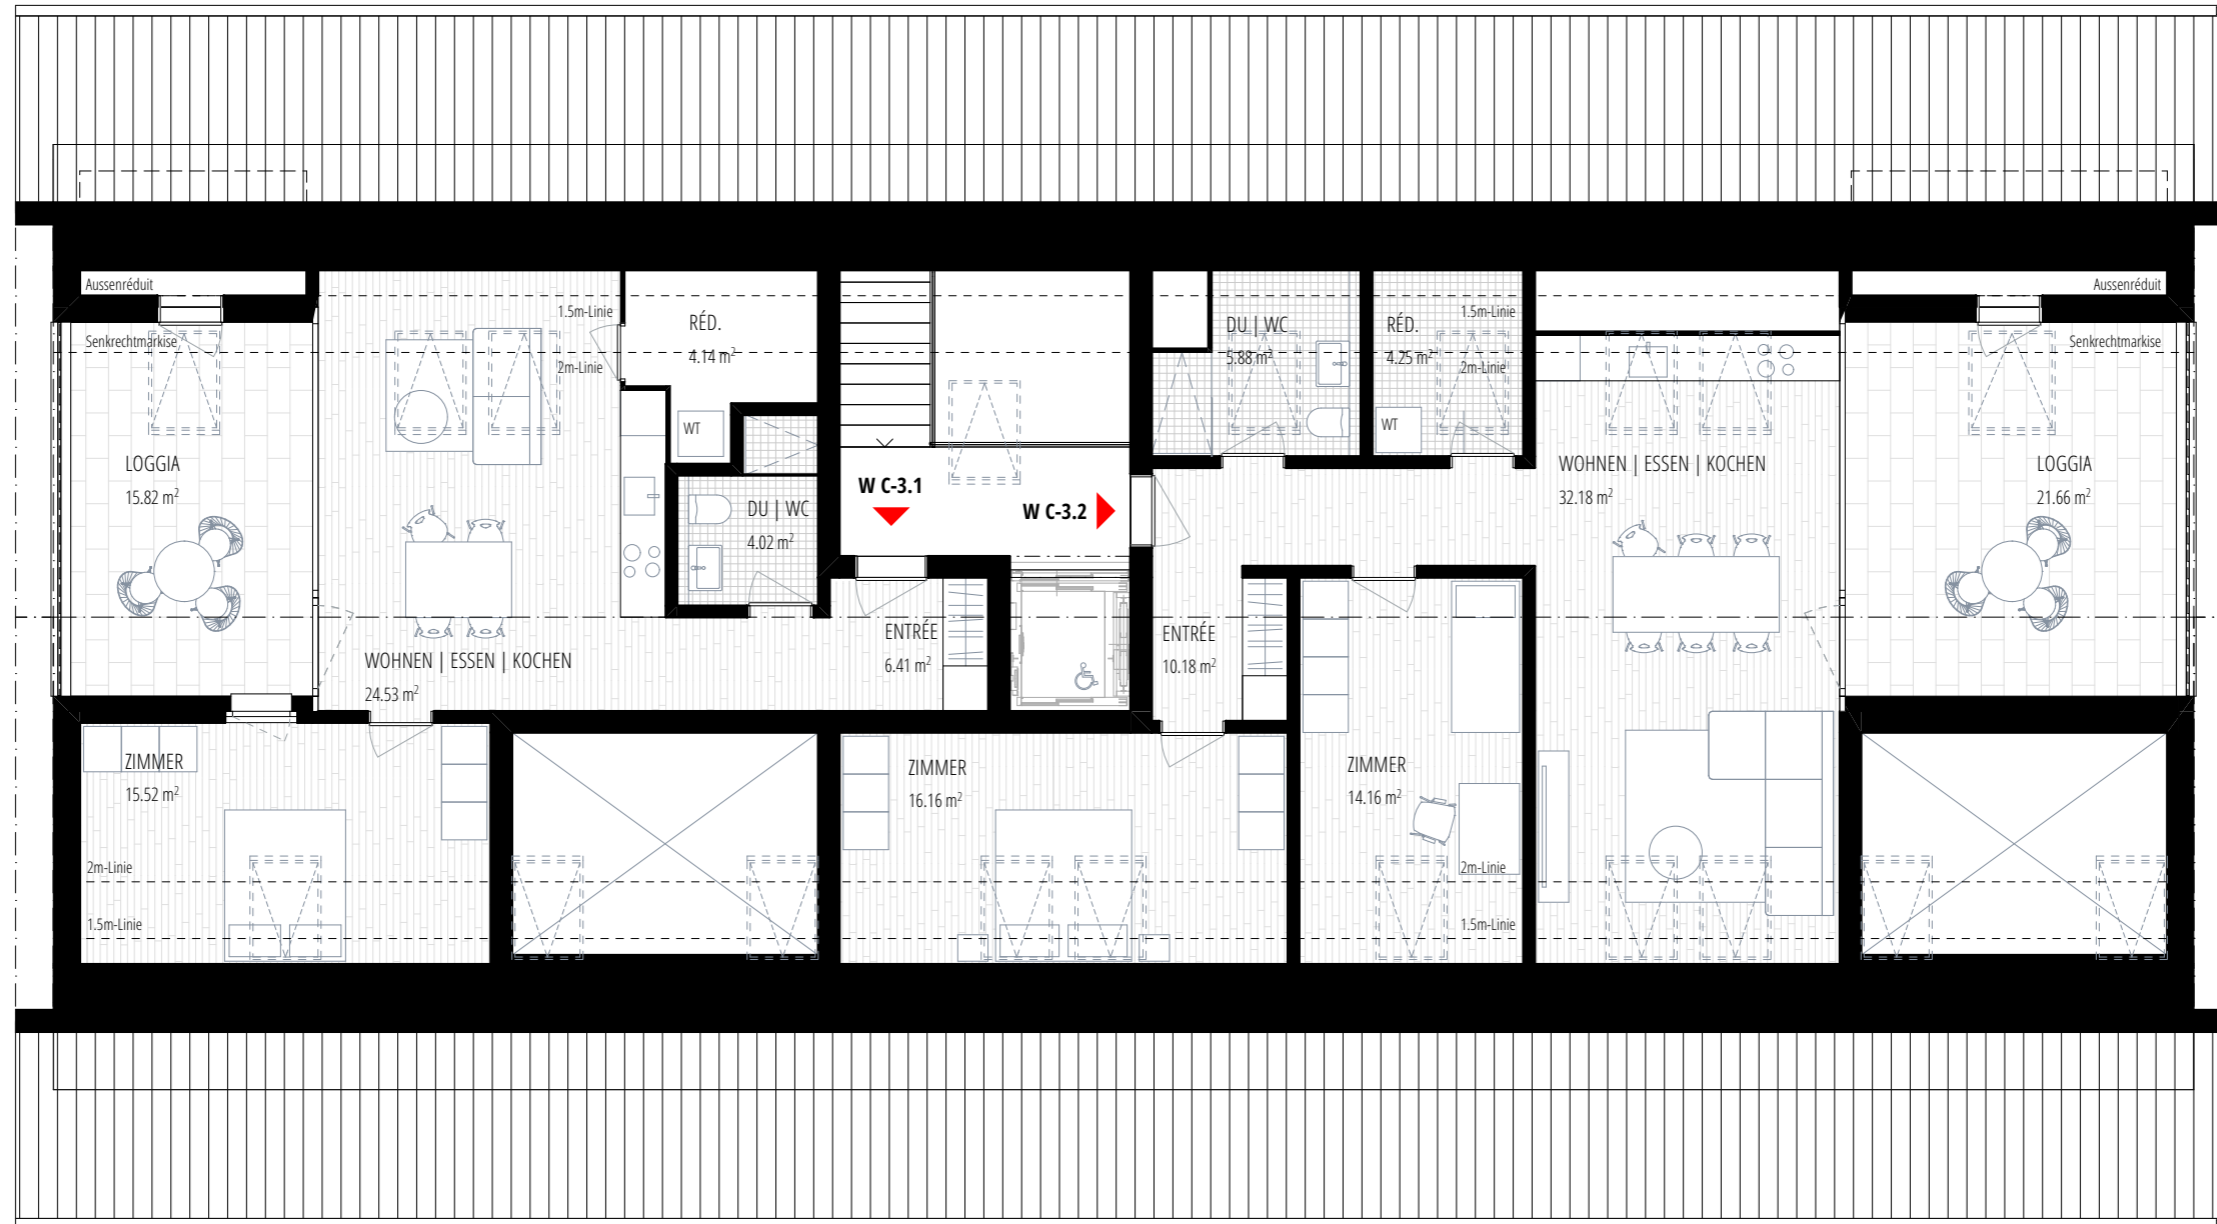 Aussenréduit
Senkrechtmarkise
LOGGIA
15.82 m²
1.5m-Linie
2m-Linie
RÉD.
4.14 m²
WT
DU | WC
4.02 m²
WOHNEN | ESSEN | KOCHEN
24.53 m²
ENTRÉE
6.41 m²
ZIMMER
15.52 m²
2m-Linie
1.5m-Linie
W C-3.1
W C-3.2
DU | WC
5.88 m²
RÉD.
4.25 m²
1.5m-Linie
2m-Linie
WT
ENTRÉE
10.18 m²
ZIMMER
16.16 m²
ZIMMER
14.16 m²
2m-Linie
1.5m-Linie
WOHNEN | ESSEN | KOCHEN
32.18 m²
Aussenréduit
Senkrechtmarkise
LOGGIA
21.66 m²